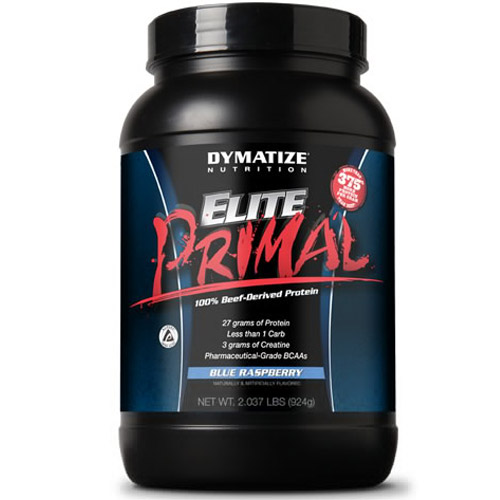 DYMATIZE
NUTRITION
ELITE
PRIMAL
375%
100% Beef-Derived Protein
27 grams of Protein
Less than 1 Carb
3 grams of Creatine
Pharmaceutical-Grade BCAAs
BLUE RASPBERRY
NATURALLY & ARTIFICIALLY FLAVORED
NET WT. 2.037 LBS (924g)